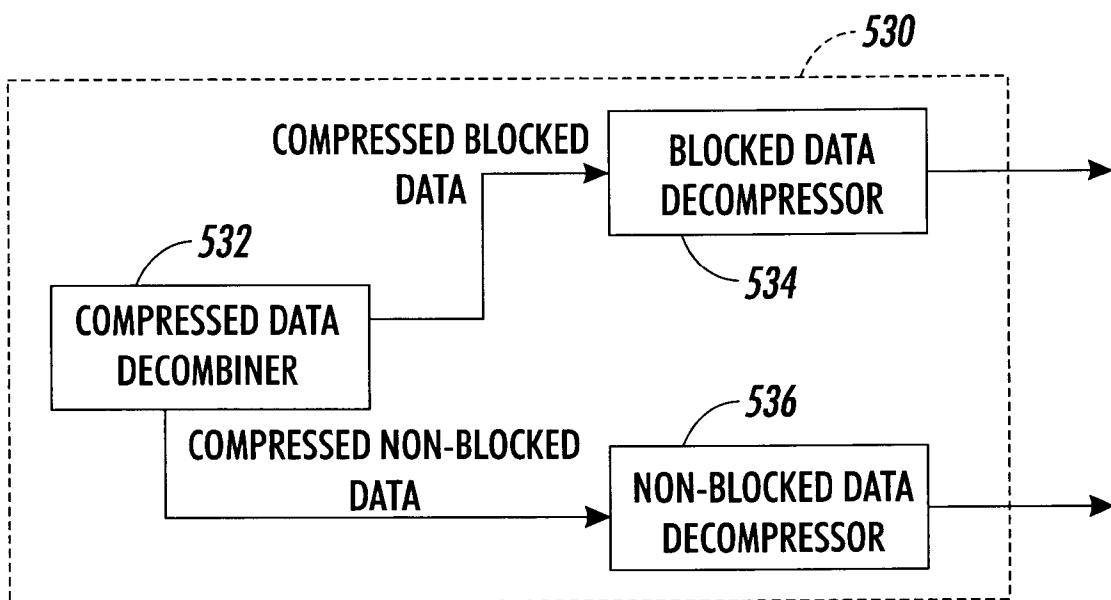 530
COMPRESSED BLOCKED
DATA
BLOCKED DATA
DECOMPRESSOR
532
534
COMPRESSED DATA
DECOMBINER
536
COMPRESSED NON-BLOCKED
DATA
NON-BLOCKED DATA
DECOMPRESSOR